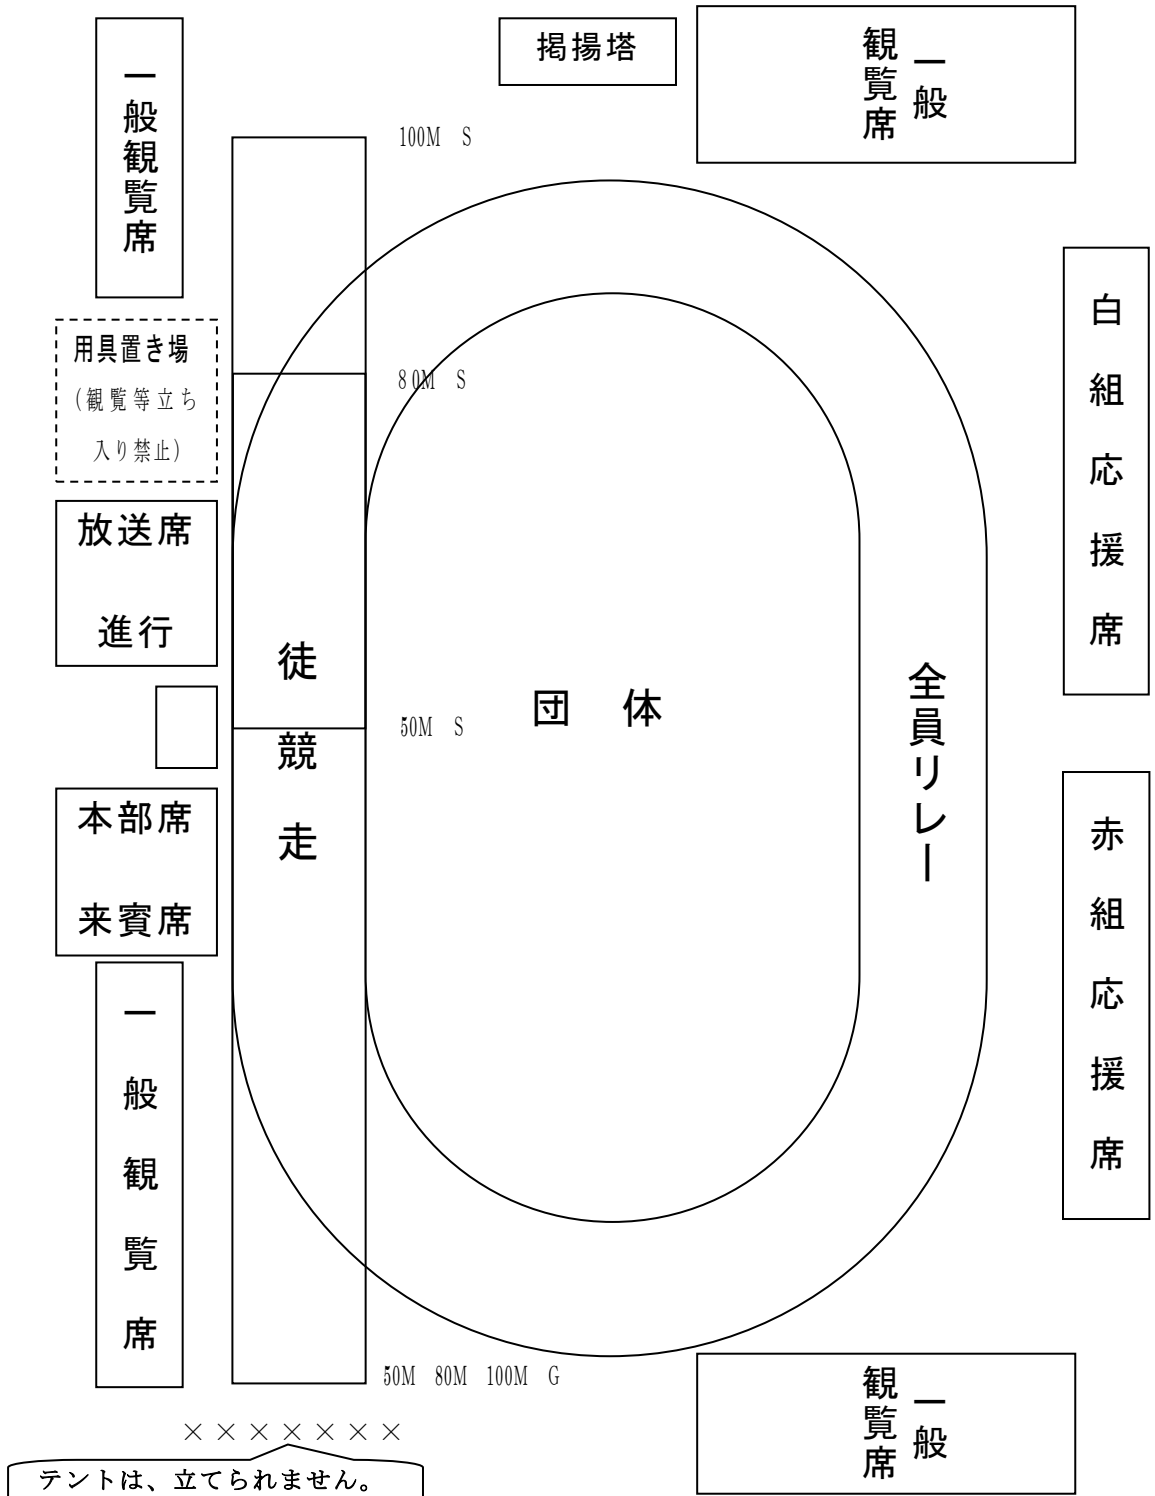 掲揚塔
一般
観覧席
一般観覧席
100M S
用具置き場
(観覧等立ち
入り禁止)
80M S
白組応援席
放送席
進行
徒競走
団 体
全員リレー
50M S
本部席
来賓席
赤組応援席
一般観覧席
50M 80M 100M G
一般
観覧席
×××××××
テントは、立てられません。